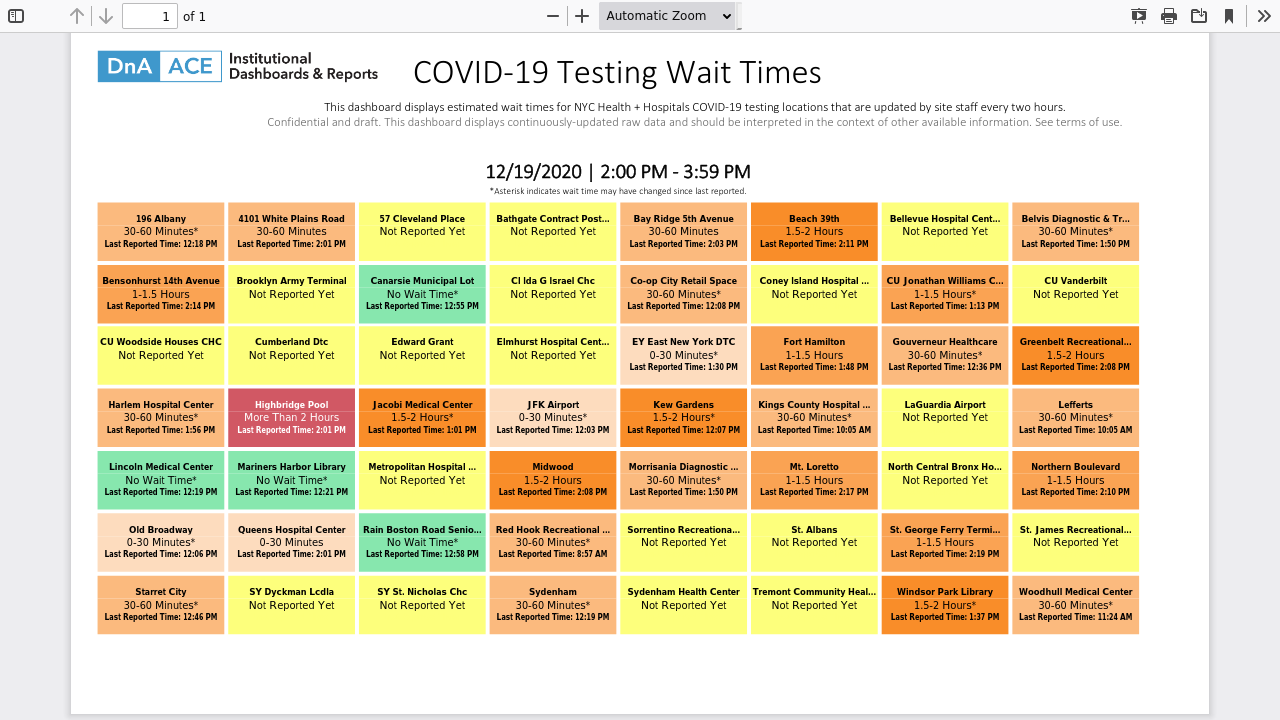 1 of 1 Automatic Zoom
DnA ACE Institutional
Dashboards & Reports
COVID-19 Testing Wait Times
This dashboard displays estimated wait times for NYC Health + Hospitals COVID-19 testing locations that are updated by site staff every two hours.
Confidential and draft. This dashboard displays continuously-updated raw data and should be interpreted in the context of other available information. See terms of use.
12/19/2020 | 2:00 PM - 3:59 PM
*Asterisk indicates wait time may have changed since last reported.
196 Albany
30-60 Minutes*
Last Reported Time: 12:18 PM
4101 White Plains Road
30-60 Minutes
Last Reported Time: 2:01 PM
57 Cleveland Place
Not Reported Yet
Bathgate Contract Post...
Not Reported Yet
Bay Ridge 5th Avenue
30-60 Minutes
Last Reported Time: 2:03 PM
Beach 39th
1.5-2 Hours
Last Reported Time: 2:11 PM
Bellevue Hospital Cent...
Not Reported Yet
Belvis Diagnostic & Tr...
30-60 Minutes*
Last Reported Time: 1:50 PM
Bensonhurst 14th Avenue
1-1.5 Hours
Last Reported Time: 2:14 PM
Brooklyn Army Terminal
Not Reported Yet
Canarsie Municipal Lot
No Wait Time*
Last Reported Time: 12:55 PM
Cl Ida G Israel Chc
Not Reported Yet
Co-op City Retail Space
30-60 Minutes*
Last Reported Time: 12:08 PM
Coney Island Hospital ...
Not Reported Yet
CU Jonathan Williams C...
1-1.5 Hours*
Last Reported Time: 1:13 PM
CU Vanderbilt
Not Reported Yet
CU Woodside Houses CHC
Not Reported Yet
Cumberland Dtc
Not Reported Yet
Edward Grant
Not Reported Yet
Elmhurst Hospital Cent...
Not Reported Yet
EY East New York DTC
0-30 Minutes*
Last Reported Time: 1:30 PM
Fort Hamilton
1-1.5 Hours
Last Reported Time: 1:48 PM
Gouverneur Healthcare
30-60 Minutes*
Last Reported Time: 12:36 PM
Greenbelt Recreational...
1.5-2 Hours
Last Reported Time: 2:08 PM
Harlem Hospital Center
30-60 Minutes*
Last Reported Time: 1:56 PM
Highbridge Pool
More Than 2 Hours
Last Reported Time: 2:01 PM
Jacobi Medical Center
1.5-2 Hours*
Last Reported Time: 1:01 PM
JFK Airport
0-30 Minutes*
Last Reported Time: 12:03 PM
Kew Gardens
1.5-2 Hours*
Last Reported Time: 12:07 PM
Kings County Hospital ...
30-60 Minutes*
Last Reported Time: 10:05 AM
LaGuardia Airport
Not Reported Yet
Lefferts
30-60 Minutes*
Last Reported Time: 10:05 AM
Lincoln Medical Center
No Wait Time*
Last Reported Time: 12:19 PM
Mariners Harbor Library
No Wait Time*
Last Reported Time: 12:21 PM
Metropolitan Hospital ...
Not Reported Yet
Midwood
1.5-2 Hours
Last Reported Time: 2:08 PM
Morrisania Diagnostic ...
30-60 Minutes*
Last Reported Time: 1:50 PM
Mt. Loretto
1-1.5 Hours
Last Reported Time: 2:17 PM
North Central Bronx Ho...
Not Reported Yet
Northern Boulevard
1-1.5 Hours
Last Reported Time: 2:10 PM
Old Broadway
0-30 Minutes*
Last Reported Time: 12:06 PM
Queens Hospital Center
0-30 Minutes
Last Reported Time: 2:01 PM
Rain Boston Road Senio...
No Wait Time*
Last Reported Time: 12:58 PM
Red Hook Recreational ...
30-60 Minutes*
Last Reported Time: 8:57 AM
Sorrentino Recreationa...
Not Reported Yet
St. Albans
Not Reported Yet
St. George Ferry Termi...
1-1.5 Hours
Last Reported Time: 2:19 PM
St. James Recreational...
Not Reported Yet
Starret City
30-60 Minutes*
Last Reported Time: 12:46 PM
SY Dyckman Lcdla
Not Reported Yet
SY St. Nicholas Chc
Not Reported Yet
Sydenham
30-60 Minutes*
Last Reported Time: 12:19 PM
Sydenham Health Center
Not Reported Yet
Tremont Community Heal...
Not Reported Yet
Windsor Park Library
1.5-2 Hours*
Last Reported Time: 1:37 PM
Woodhull Medical Center
30-60 Minutes*
Last Reported Time: 11:24 AM